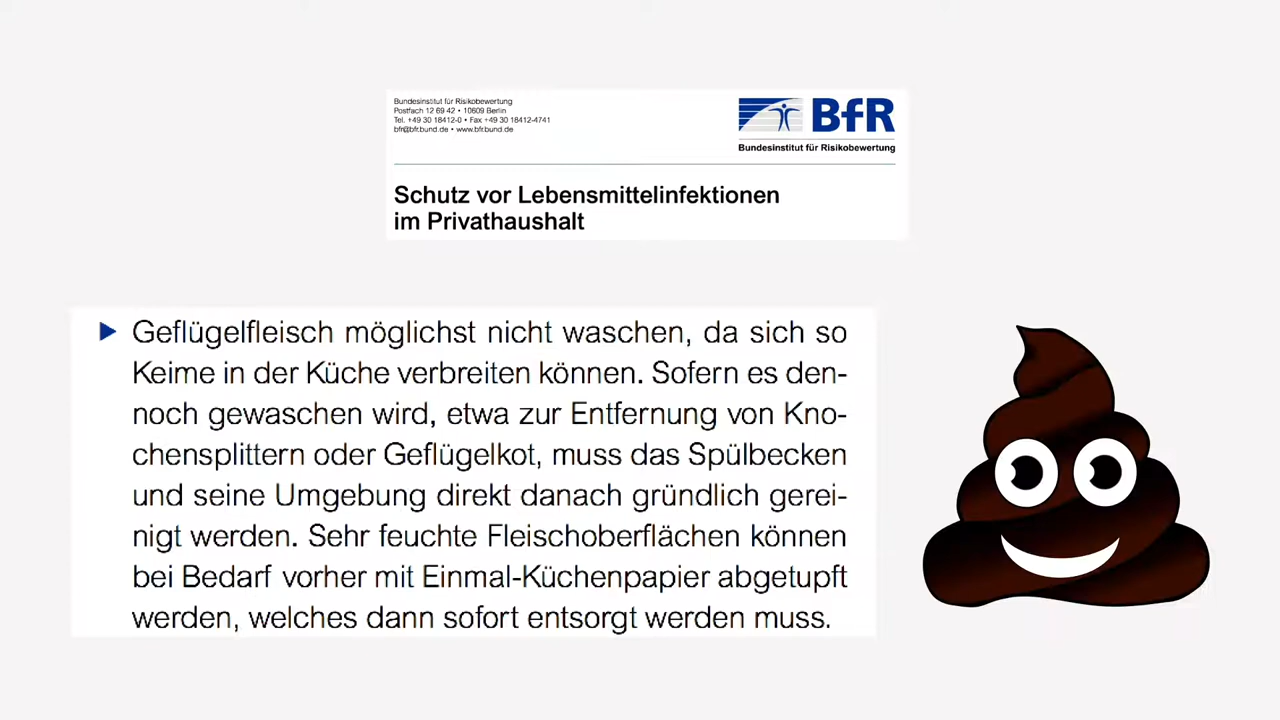 Bundesinstitut für Risikobewertung
Postfach 12 69 42 • 10609 Berlin
Tel. +49 30 18412-0 • Fax +49 30 18412-4741
bfr@bfr.bund.de • www.bfr.bund.de
BfR
Bundesinstitut für Risikobewertung
Schutz vor Lebensmittelinfektionen
im Privathaushalt
Geflügelfleisch möglichst nicht waschen, da sich so
Keime in der Küche verbreiten können. Sofern es den-
noch gewaschen wird, etwa zur Entfernung von Kno-
chensplittern oder Geflügelkot, muss das Spülbecken
und seine Umgebung direkt danach gründlich gerei-
nigt werden. Sehr feuchte Fleischoberflächen können
bei Bedarf vorher mit Einmal-Küchenpapier abgetupft
werden, welches dann sofort entsorgt werden muss.